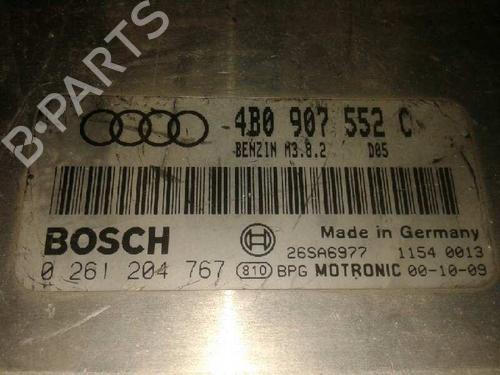 4B0 907 552 C
BENZIN M3.8.2 D05
BOSCH
Made in Germany
26SA6977 1154 0013
0 261 204 767 810 BPG MOTRONIC 00-10-09
B-PARTS